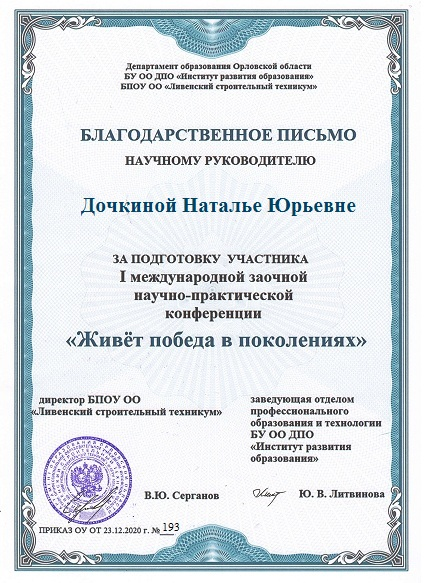 Департамент образования Орловской области
БУ ОО ДПО «Институт развития образования»
БПОУ ОО «Ливенский строительный техникум»
БЛАГОДАРСТВЕННОЕ ПИСЬМО
НАУЧНОМУ РУКОВОДИТЕЛЮ
Дочкиной Наталье Юрьевне
ЗА ПОДГОТОВКУ УЧАСТНИКА
I международной заочной
научно-практической
конференции
«Живёт победа в поколениях»
директор БПОУ ОО
«Ливенский строительный техникум»
В.Ю. Серганов
заведующая отделом
профессионального
образования и технологии
БУ ОО ДПО
«Институт развития
образования»
Ю. В. Литвинова
ПРИКАЗ ОУ ОТ 23.12.2020 г. № 193